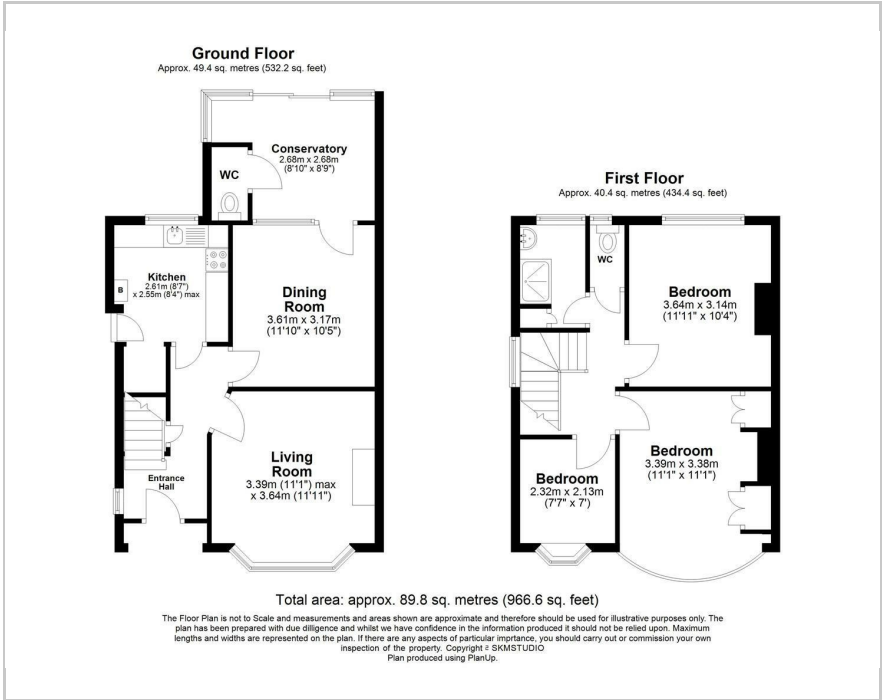 Ground Floor
Approx. 49.4 sq. metres (532.2 sq. feet)
Conservatory
2.68m x 2.68m
(8'10" x 8'9")
WC
Kitchen
2.61m (8'7")
x 2.55m (8'4") max
B
Dining
Room
3.61m x 3.17m
(11'10" x 10'5")
Living
Room
3.39m (11'1") max
x 3.64m (11'11")
Entrance
Hall
First Floor
Approx. 40.4 sq. metres (434.4 sq. feet)
WC
Bedroom
3.64m x 3.14m
(11'11" x 10'4")
Bedroom
3.39m x 3.38m
(11'1" x 11'1")
Bedroom
2.32m x 2.13m
(7'7" x 7')
Total area: approx. 89.8 sq. metres (966.6 sq. feet)
The Floor Plan is not to Scale and measurements and areas shown are approximate and therefore should be used for illustrative purposes only. The
plan has been prepared with due dilligence and whilst we have confidence in the information produced it should not be relied upon. Maximum
lengths and widths are represented on the plan. If there are any aspects of particular imprtance, you should carry out or commission your own
inspection of the property. Copyright SKMSTUDIO
Plan produced using PlanUp.